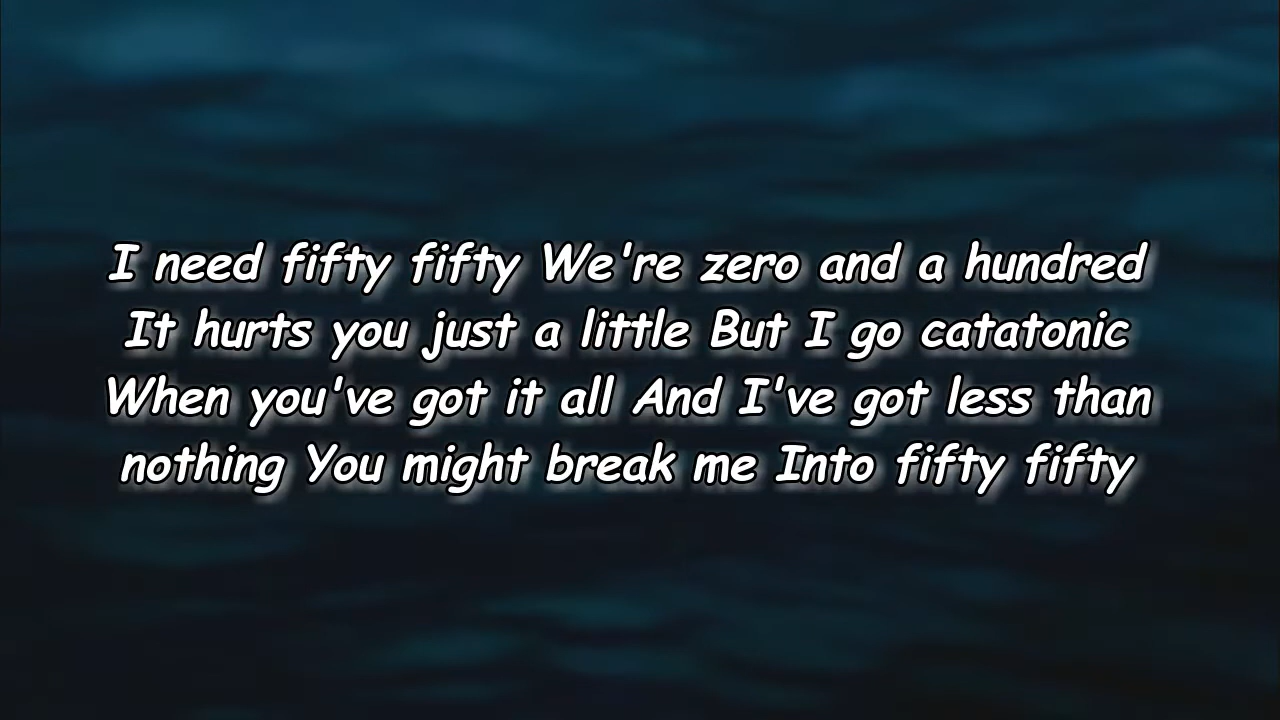 I need fifty fifty We're zero and a hundred
It hurts you just a little But I go catatonic
When you've got it all And I've got less than
nothing You might break me Into fifty fifty